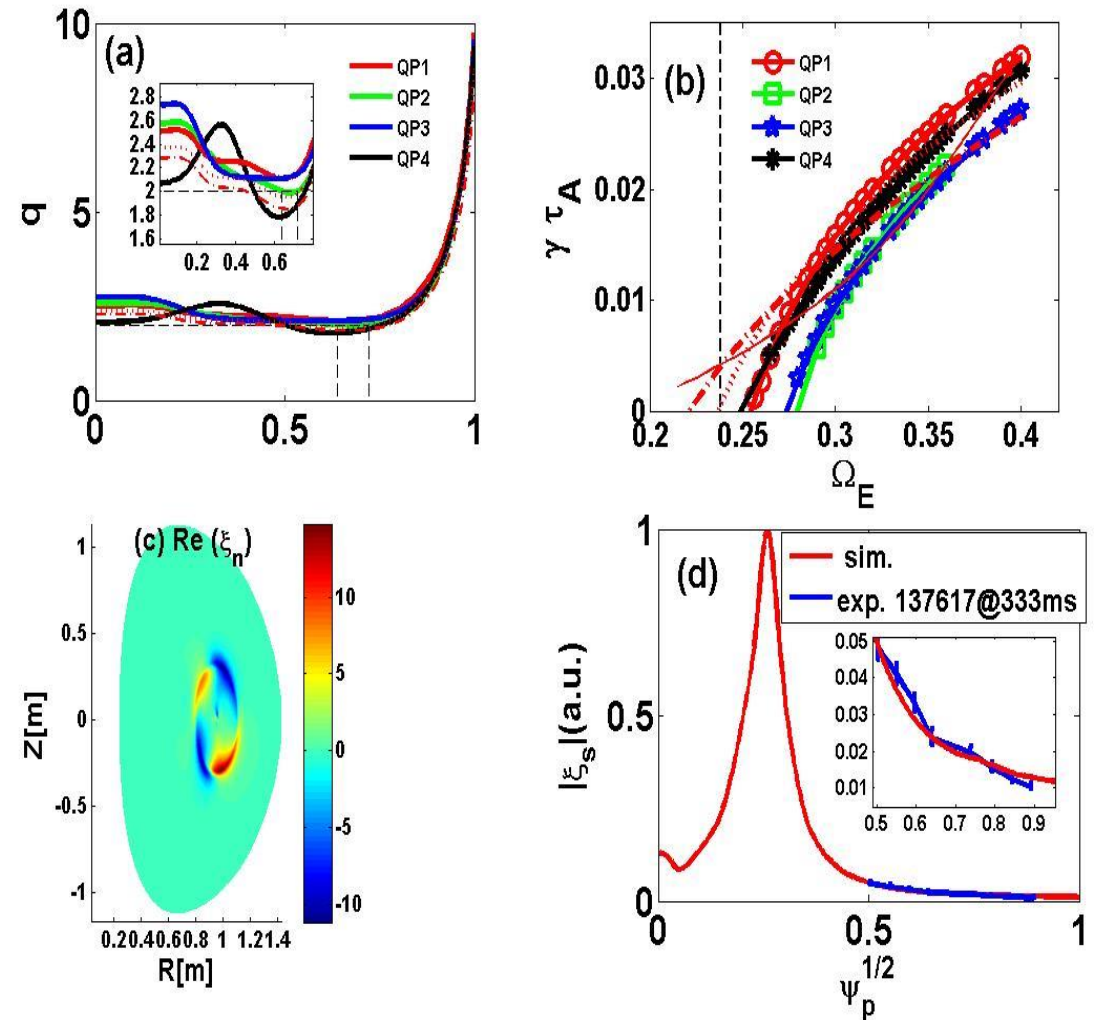 (a)
q
10
5
0
0
0.5
1
QP1
QP2
QP3
QP4
2.8
2.6
2.4
2.2
2
1.8
1.6
0.2 0.4 0.6
(b)
γ τA
0.03
0.02
0.01
0
0.2 0.25 0.3 0.35 0.4
ΩE
QP1
QP2
QP3
QP4
(c) Re (ξn)
Z[m]
1
0.5
0
-0.5
-1
0.20.40.60.8 1 1.21.4
R[m]
10
5
0
-5
-10
(d)
|ξs|(a.u.)
1
0.5
0
0 0.5 1
ψp1/2
sim.
exp. 137617@333ms
0.05
0.04
0.03
0.02
0.01
0.5 0.6 0.7 0.8 0.9